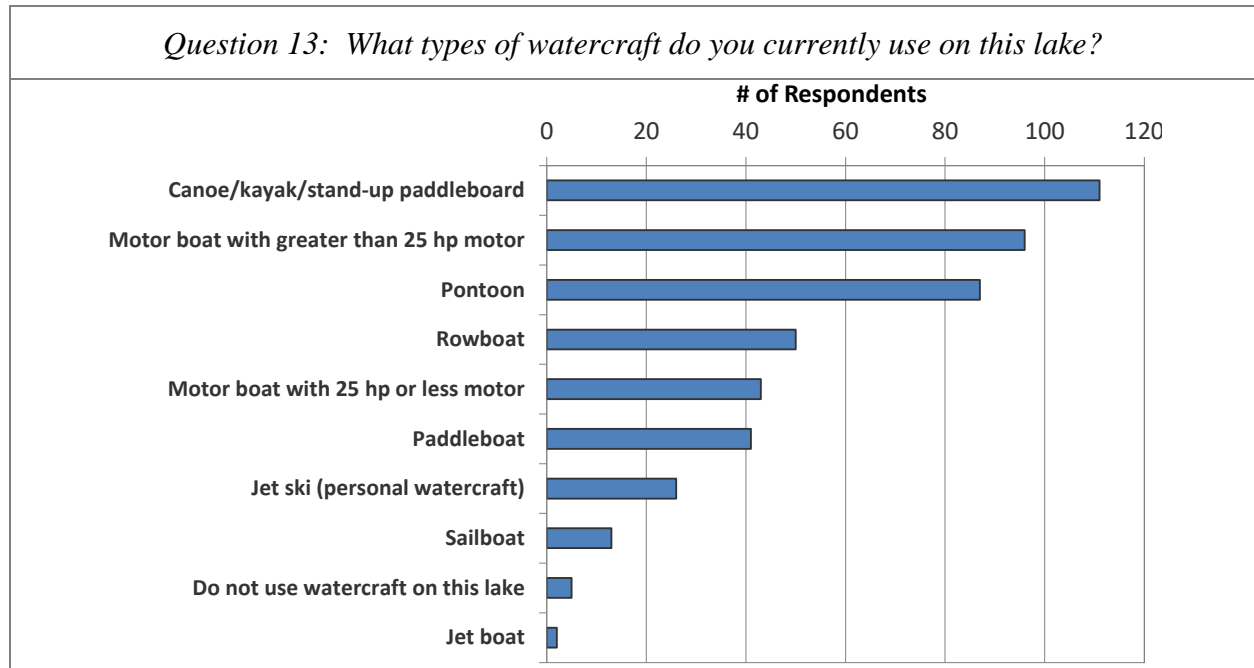 Question 13:  What types of watercraft do you currently use on this lake?
# of Respondents
0 20 40 60 80 100 120
Canoe/kayak/stand-up paddleboard
Motor boat with greater than 25 hp motor
Pontoon
Rowboat
Motor boat with 25 hp or less motor
Paddleboat
Jet ski (personal watercraft)
Sailboat
Do not use watercraft on this lake
Jet boat